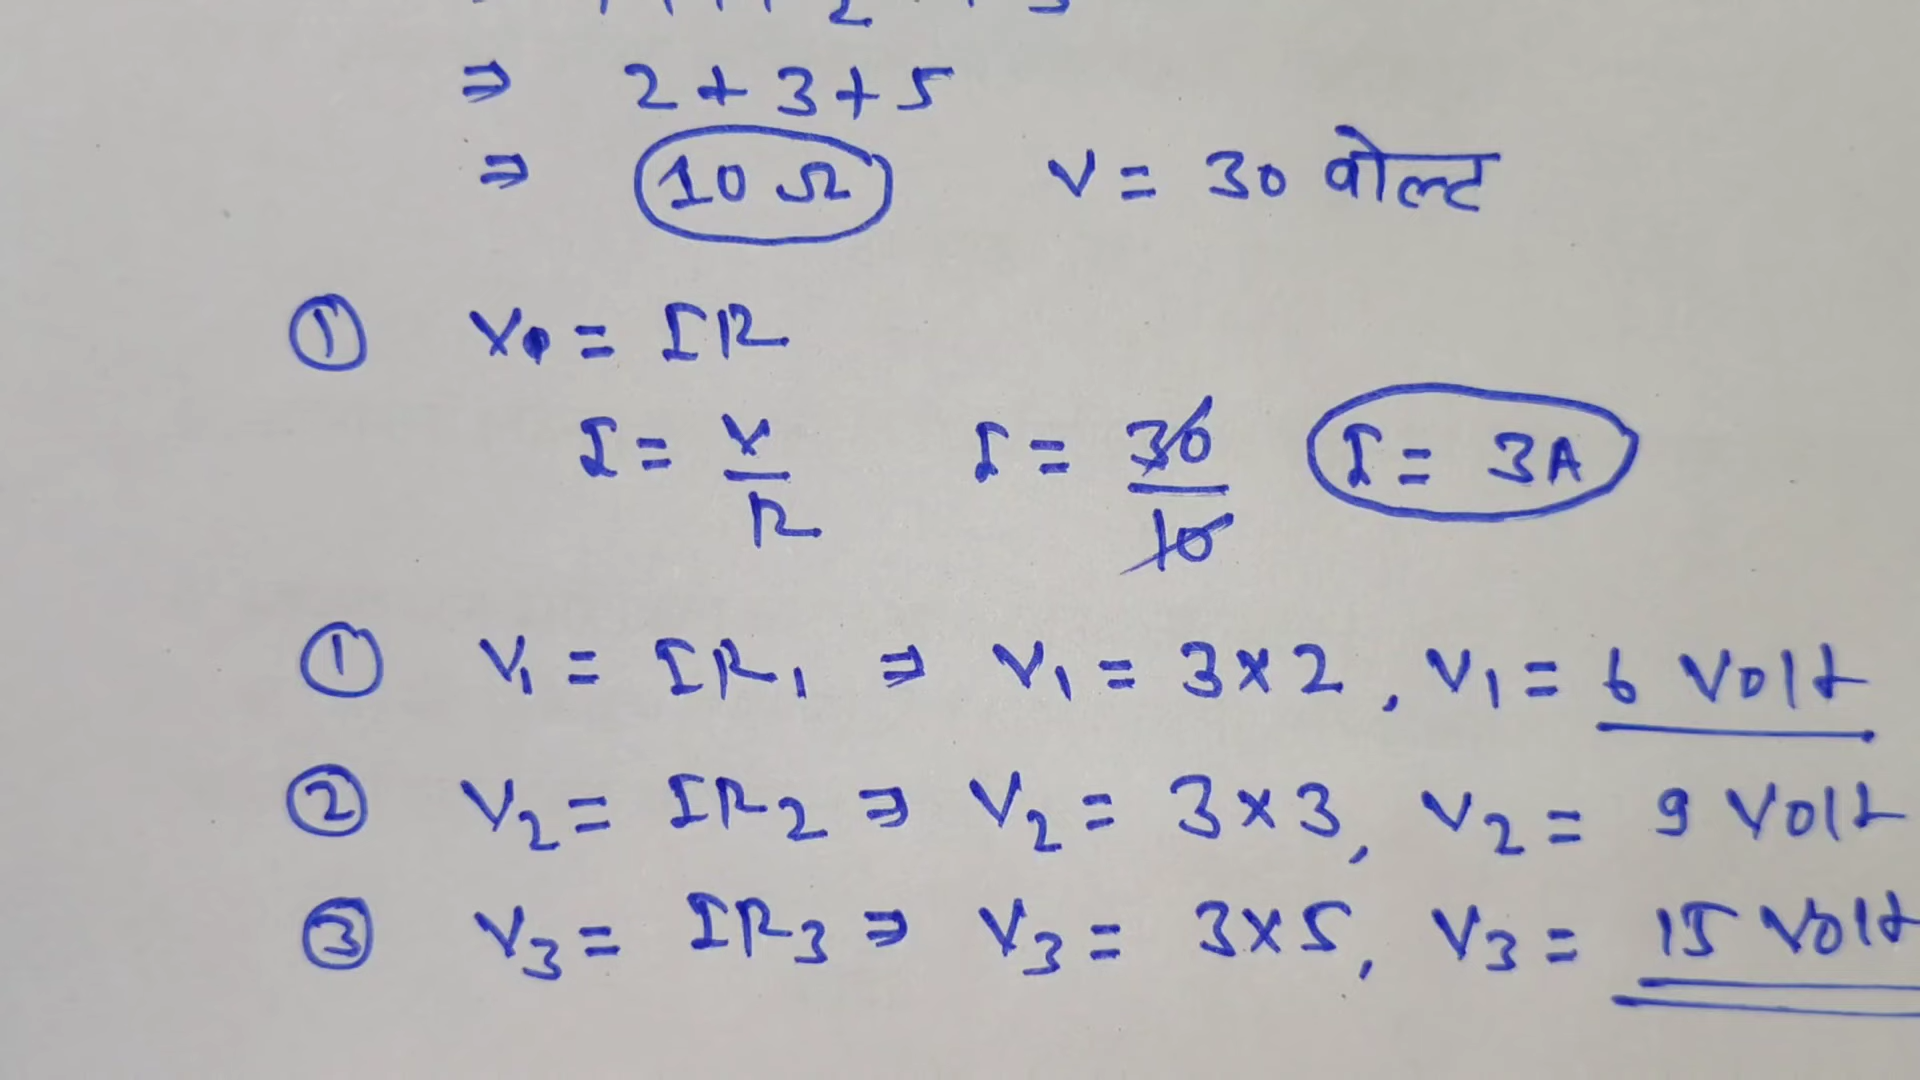 ⇒ 2+3+5
⇒ 10 Ω V = 30 वोल्ट
① V = IR
I = V/R I = 30/10 I = 3A
① V₁ = IR₁ ⇒ V₁ = 3×2, V₁ = 6 Volt
② V₂ = IR₂ ⇒ V₂ = 3×3, V₂ = 9 Volt
③ V₃ = IR₃ ⇒ V₃ = 3×5, V₃ = 15 Volt